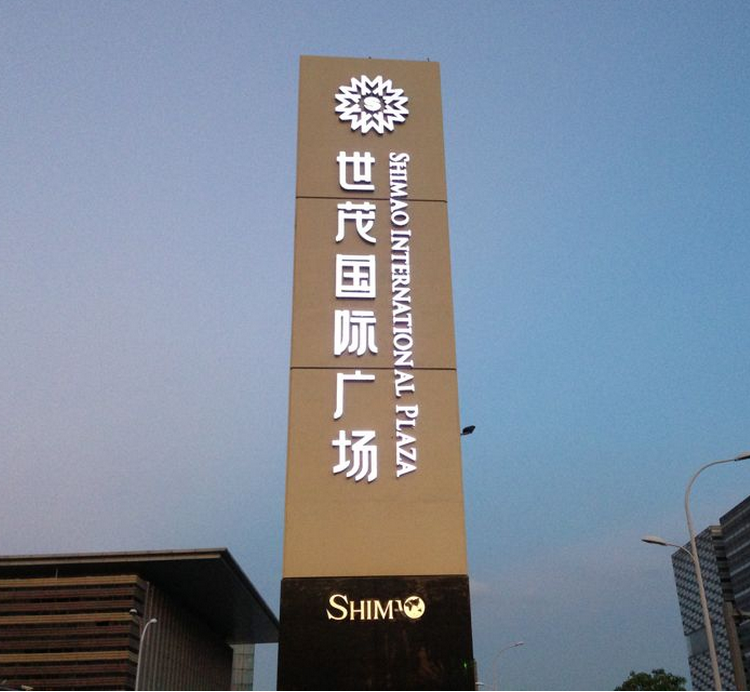 S
世茂国际广场
SHIMAO INTERNATIONAL PLAZA
SHIMAO